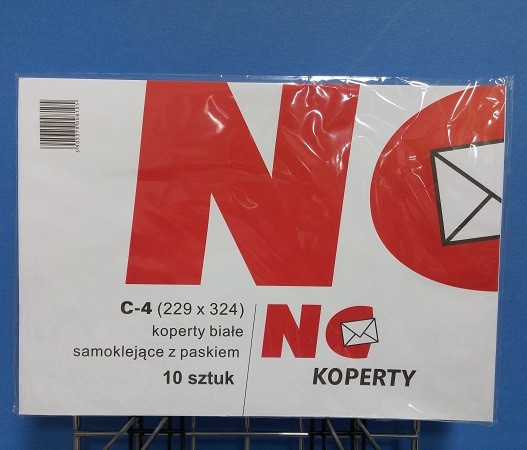 NC
C-4 (229 x 324)
koperty białe
samoklejące z paskiem
10 sztuk
NC
KOPERTY